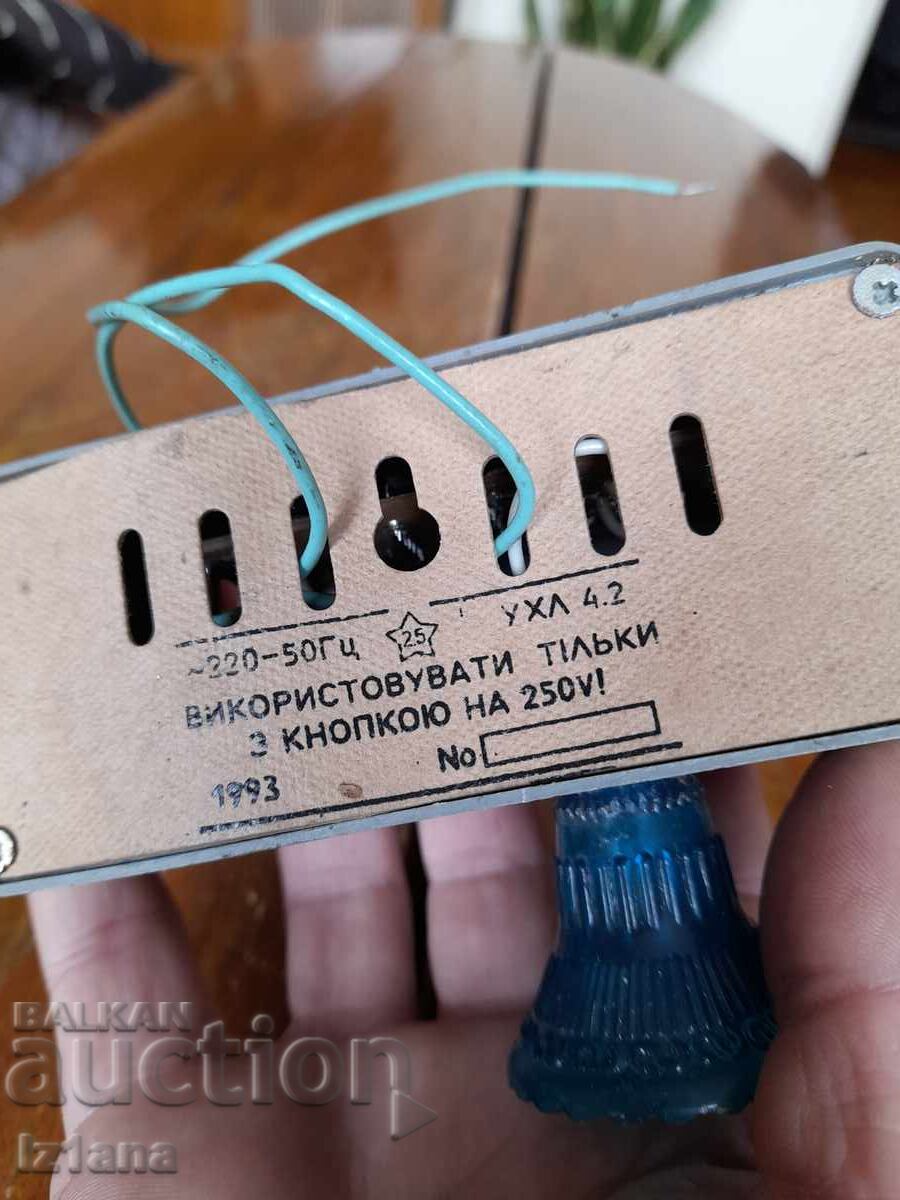 ~220-50Гц 25 УХЛ 4.2
ВИКОРИСТОВУВАТИ ТІЛЬКИ
З КНОПКОЮ НА 250V!
No
1993
BALKAN
auction
Iz1ana